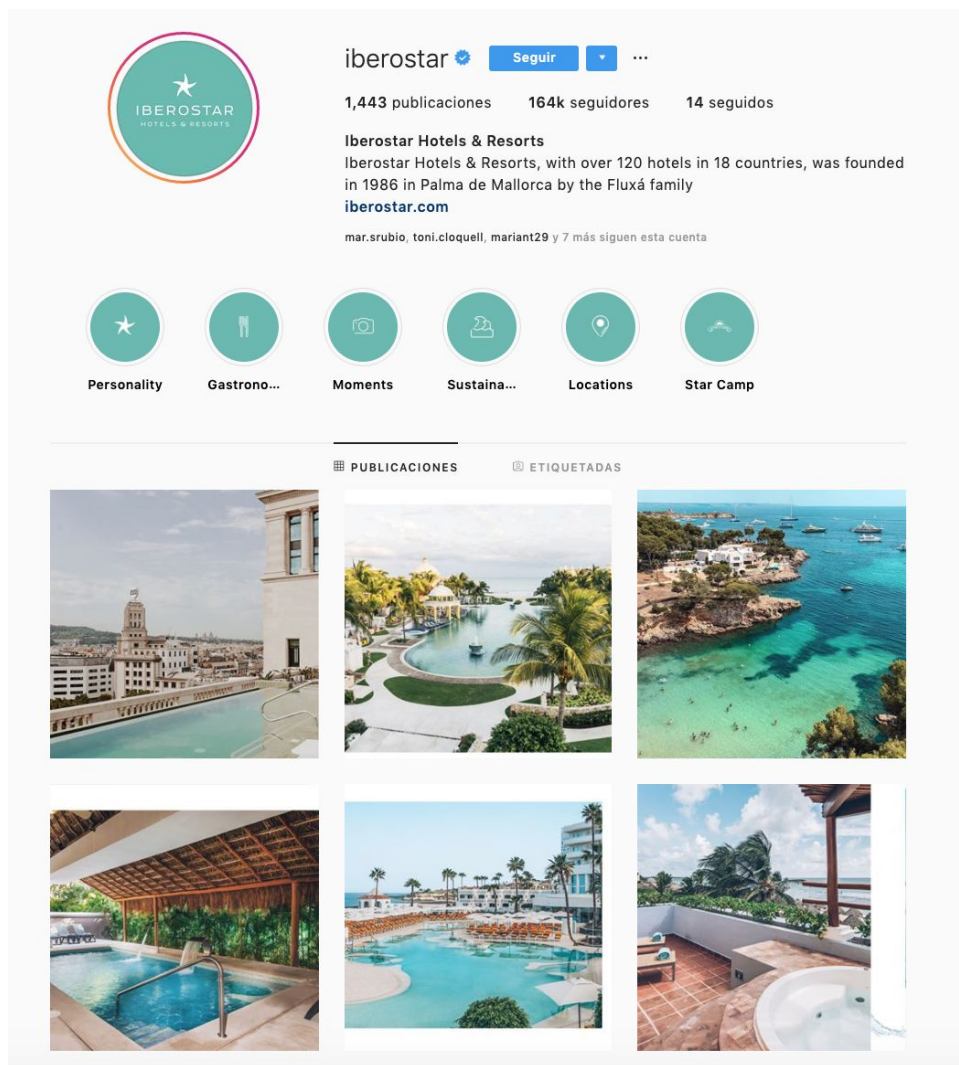 IBEROSTAR
HOTELS & RESORTS
iberostar
Seguir
1,443 publicaciones 164k seguidores 14 seguidos
Iberostar Hotels & Resorts
Iberostar Hotels & Resorts, with over 120 hotels in 18 countries, was founded
in 1986 in Palma de Mallorca by the Fluxá family
iberostar.com
mar.srubio, toni.cloquell, mariant29 y 7 más siguen esta cuenta
Personality Gastrono... Moments Sustaina... Locations Star Camp
PUBLICACIONES ETIQUETADAS